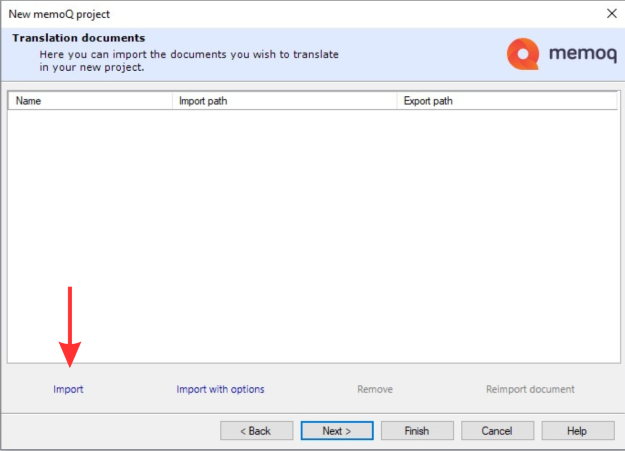 New memoQ project
Translation documents
Here you can import the documents you wish to translate
in your new project.
memoq
Name Import path Export path
Import Import with options Remove Reimport document
< Back Next > Finish Cancel Help